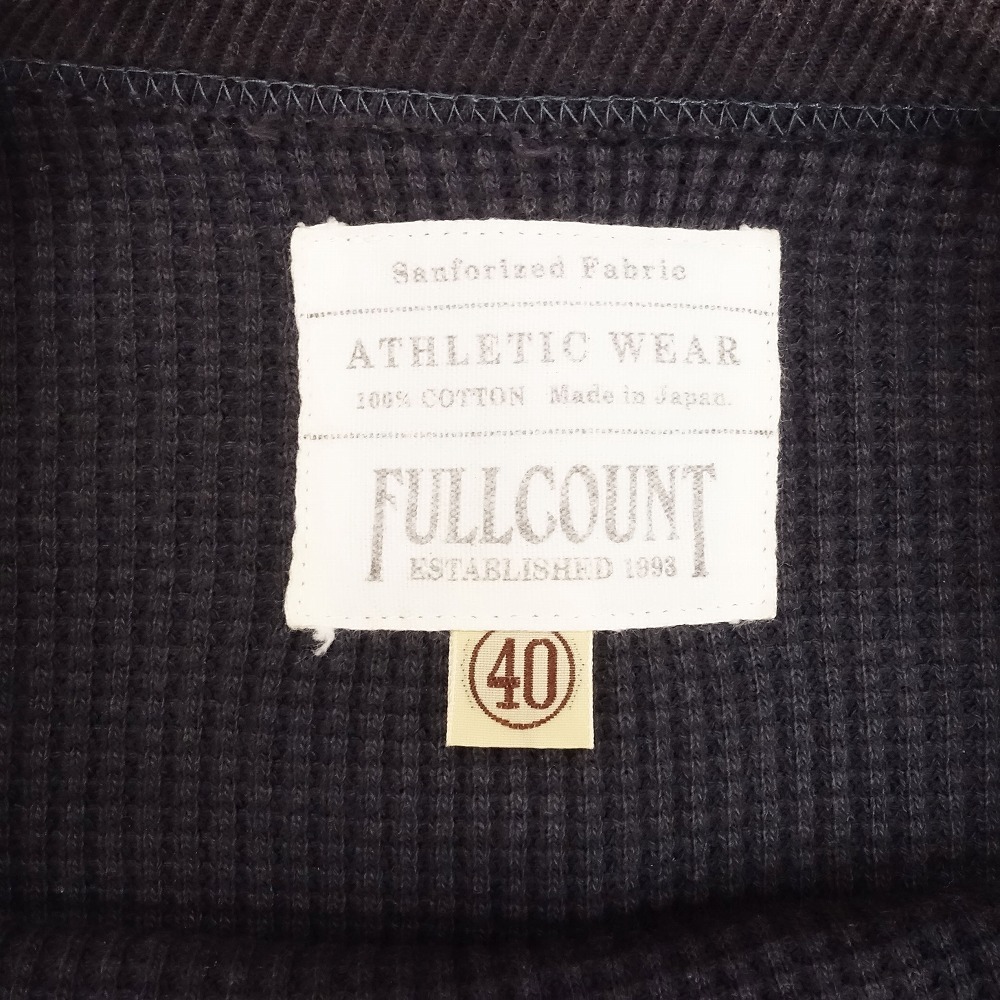 Sanforized Fabric
ATHLETIC WEAR
100% COTTON Made in Japan.
FULLCOUNT
ESTABLISHED 1993
40